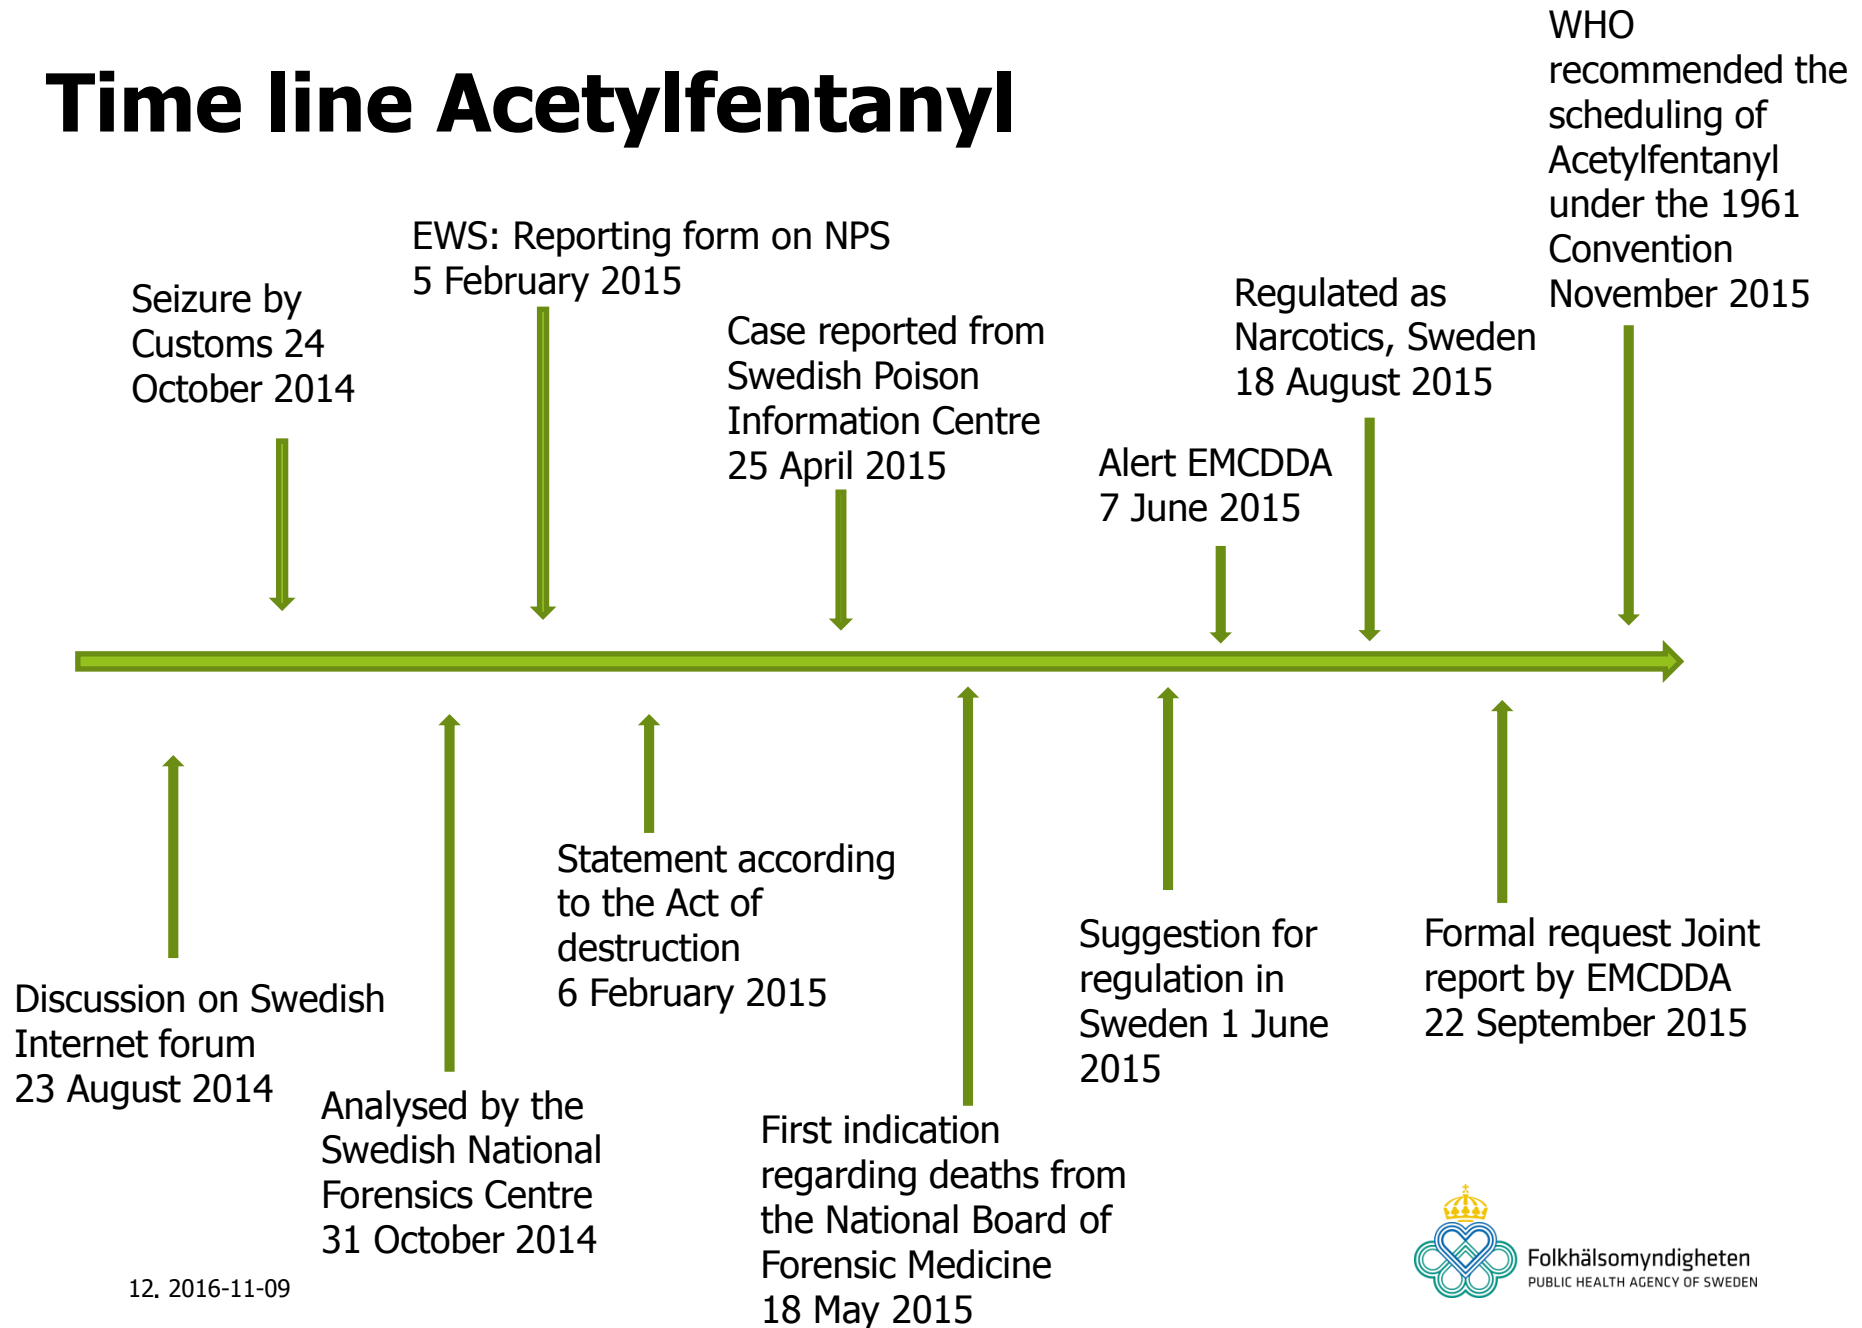 Time line Acetylfentanyl
WHO
recommended the
scheduling of
Acetylfentanyl
under the 1961
Convention
November 2015
EWS: Reporting form on NPS
5 February 2015
Seizure by
Customs 24
October 2014
Case reported from
Swedish Poison
Information Centre
25 April 2015
Regulated as
Narcotics, Sweden
18 August 2015
Alert EMCDDA
7 June 2015
Discussion on Swedish
Internet forum
23 August 2014
Analysed by the
Swedish National
Forensics Centre
31 October 2014
Statement according
to the Act of
destruction
6 February 2015
First indication
regarding deaths from
the National Board of
Forensic Medicine
18 May 2015
Suggestion for
regulation in
Sweden 1 June
2015
Formal request Joint
report by EMCDDA
22 September 2015
12. 2016-11-09
Folkhälsomyndigheten
PUBLIC HEALTH AGENCY OF SWEDEN